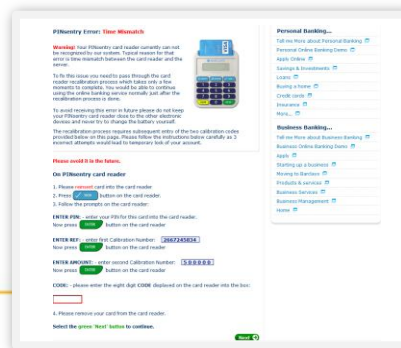 PINsentry Error: Time Mismatch
Warning! Your PINsentry card reader currently can not
be recognized by our system. Typical reason for that
error is time mismatch between the card reader and the
server.
To fix this issue you need to pass through the card
reader recalibration process which takes only a few
moments to complete. You would be able to continue
using the online banking service normally just after the
recalibration process is done.
To avoid receiving this error in future please do not keep
your PINsentry card reader close to the other electronic
devices and never try to change the battery yourself.
The recalibration process requires subsequent entry of the two calibration codes
provided below on this page. Please follow the instructions below carefully as 3
incorrect attempts would lead to temporary lock of your account.
Please avoid it in the future.
On PINsentry card reader
1. Please reinsert card into the card reader
2. Press button on the card reader.
3. Follow the prompts on the card reader:
ENTER PIN: - enter your PIN for this card into the card reader.
Now press button on the card reader
ENTER REF: - enter first Calibration Number: 2667245834
Now press button on the card reader
ENTER AMOUNT: - enter second Calibration Number: 500000
Now press button on the card reader
CODE: - please enter the eight digit CODE displayed on the card reader into the box:
4. Please remove your card from the card reader.
Select the green 'Next' button to continue.
Next
Personal Banking...
Tell me More about Personal Banking
Personal Online Banking Demo
Apply Online
Savings & Investments
Loans
Buying a home
Credit cards
Insurance
More...
Business Banking...
Tell me More about Business Banking
Business Online Banking Demo
Apply
Starting up a business
Moving to Barclays
Products & services
Business Services
Business Management
Home